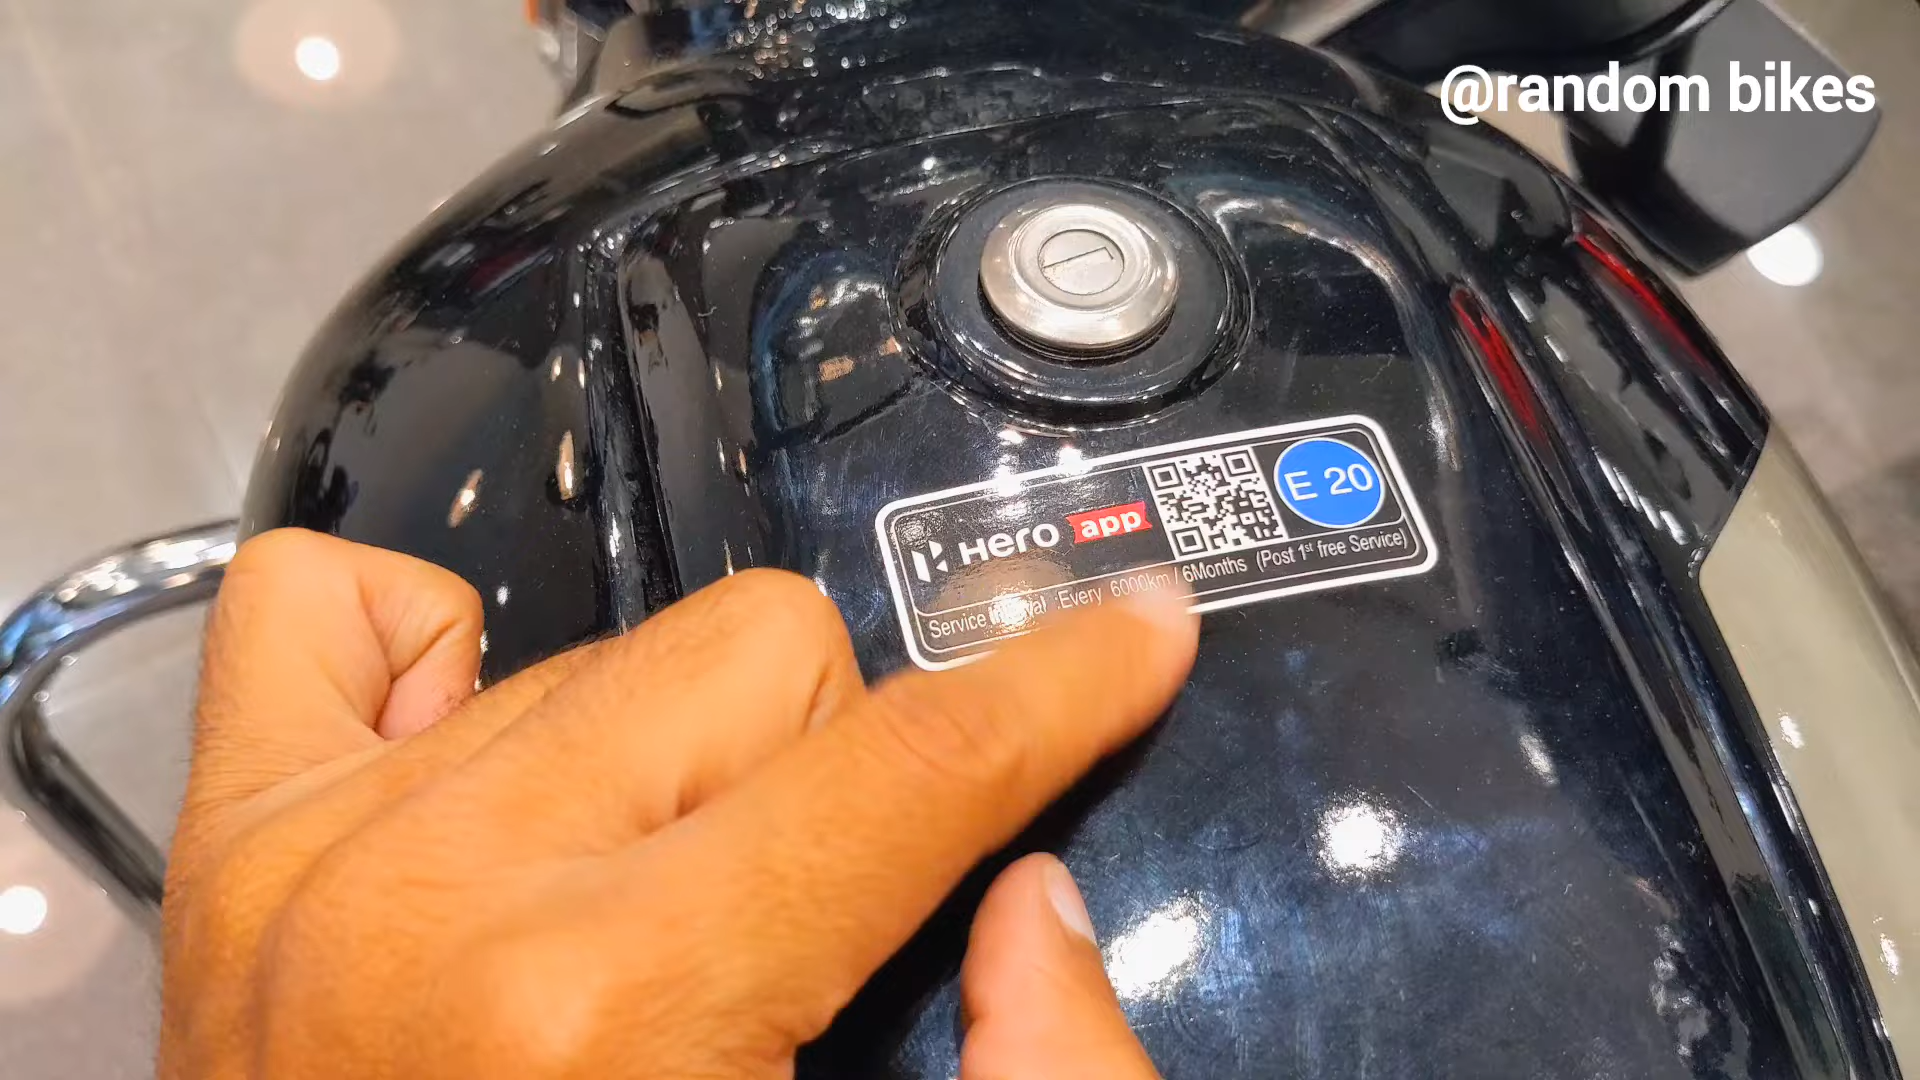 @random bikes
Hero app
E 20
Service Interval :Every 6000km / 6Months (Post 1st free Service)